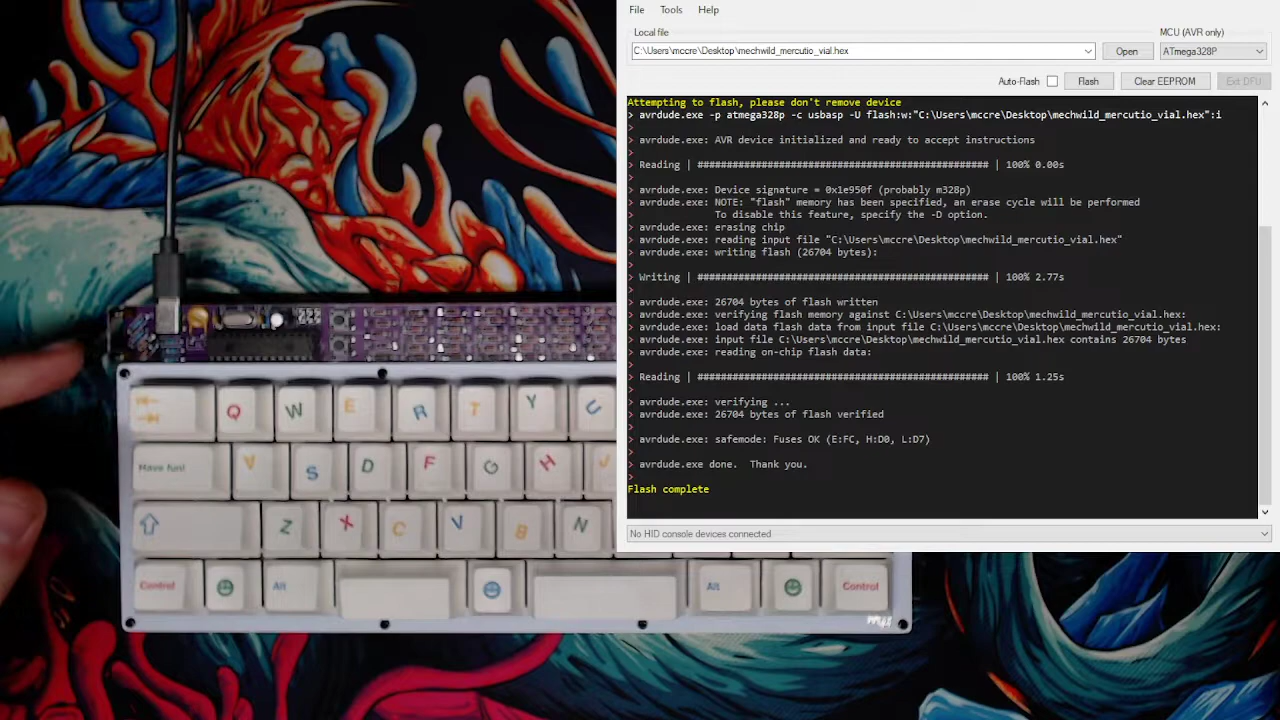 File Tools Help
Local file
MCU (AVR only)
C:\Users\mccre\Desktop\mechwild_mercutio_vial.hex
Open
ATmega328P
Auto-Flash
Flash
Clear EEPROM
Exit DFU
Attempting to flash, please don't remove device
> avrdude.exe -p atmega328p -c usbasp -U flash:w:"C:\Users\mccre\Desktop\mechwild_mercutio_vial.hex":i
>
> avrdude.exe: AVR device initialized and ready to accept instructions
>
> Reading | ################################################## | 100% 0.00s
>
> avrdude.exe: Device signature = 0x1e950f (probably m328p)
> avrdude.exe: NOTE: "flash" memory has been specified, an erase cycle will be performed
> To disable this feature, specify the -D option.
> avrdude.exe: erasing chip
> avrdude.exe: reading input file "C:\Users\mccre\Desktop\mechwild_mercutio_vial.hex"
> avrdude.exe: writing flash (26704 bytes):
>
> Writing | ################################################## | 100% 2.77s
>
> avrdude.exe: 26704 bytes of flash written
> avrdude.exe: verifying flash memory against C:\Users\mccre\Desktop\mechwild_mercutio_vial.hex:
> avrdude.exe: load data flash data from input file C:\Users\mccre\Desktop\mechwild_mercutio_vial.hex:
> avrdude.exe: input file C:\Users\mccre\Desktop\mechwild_mercutio_vial.hex contains 26704 bytes
> avrdude.exe: reading on-chip flash data:
>
> Reading | ################################################## | 100% 1.25s
>
> avrdude.exe: verifying ...
> avrdude.exe: 26704 bytes of flash verified
>
> avrdude.exe: safemode: Fuses OK (E:FC, H:D0, L:D7)
>
> avrdude.exe done. Thank you.
>
Flash complete
No HID console devices connected
Q W E R T Y U
Have fun! A S D F G H J
Z X C V B N
Control Alt Alt Control